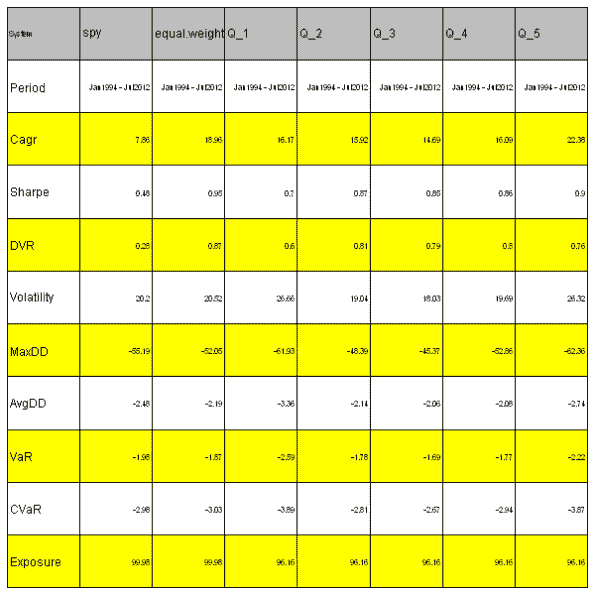 System spy equal.weight Q_1 Q_2 Q_3 Q_4 Q_5
Period Jan1994 - Jul2012 Jan1994 - Jul2012 Jan1994 - Jul2012 Jan1994 - Jul2012 Jan1994 - Jul2012 Jan1994 - Jul2012 Jan1994 - Jul2012
Cagr 7.86 18.96 16.17 15.92 14.69 16.09 22.38
Sharpe 0.48 0.95 0.7 0.87 0.85 0.86 0.9
DVR 0.28 0.87 0.6 0.81 0.79 0.8 0.76
Volatility 20.2 20.52 26.66 19.04 18.03 19.69 26.32
MaxDD -55.19 -52.05 -61.93 -48.39 -45.37 -52.86 -62.36
AvgDD -2.48 -2.19 -3.36 -2.14 -2.06 -2.08 -2.74
VaR -1.98 -1.87 -2.59 -1.78 -1.69 -1.77 -2.22
CVaR -2.98 -3.03 -3.89 -2.81 -2.67 -2.94 -3.87
Exposure 99.98 99.98 96.16 96.16 96.16 96.16 96.16